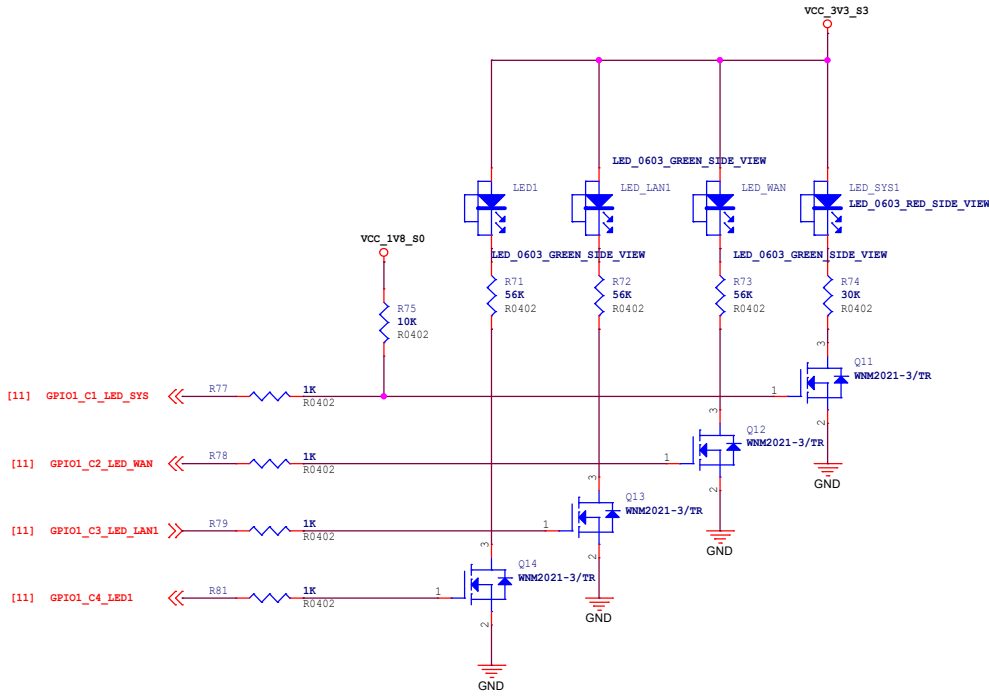 VCC_3V3_S3
LED_0603_GREEN_SIDE_VIEW
LED1
LED_LAN1
LED_WAN
LED_SYS1
LED_0603_RED_SIDE_VIEW
VCC_1V8_S0
LED_0603_GREEN_SIDE_VIEW
LED_0603_GREEN_SIDE_VIEW
R71
56K
R0402
R72
56K
R0402
R73
56K
R0402
R74
30K
R0402
R75
10K
R0402
3
Q11
WNM2021-3/TR
[11] GPIO1_C1_LED_SYS
R77
1K
R0402
1
2
3
Q12
WNM2021-3/TR
[11] GPIO1_C2_LED_WAN
R78
1K
R0402
1
GND
2
3
Q13
WNM2021-3/TR
[11] GPIO1_C3_LED_LAN1
R79
1K
R0402
1
GND
2
3
Q14
WNM2021-3/TR
[11] GPIO1_C4_LED1
R81
1K
R0402
1
GND
2
GND